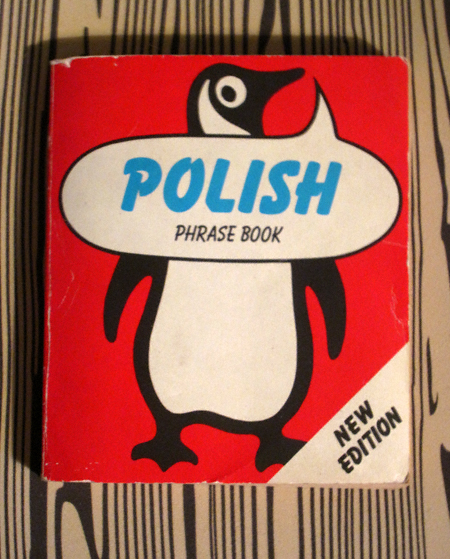 POLISH
PHRASE BOOK
NEW
EDITION